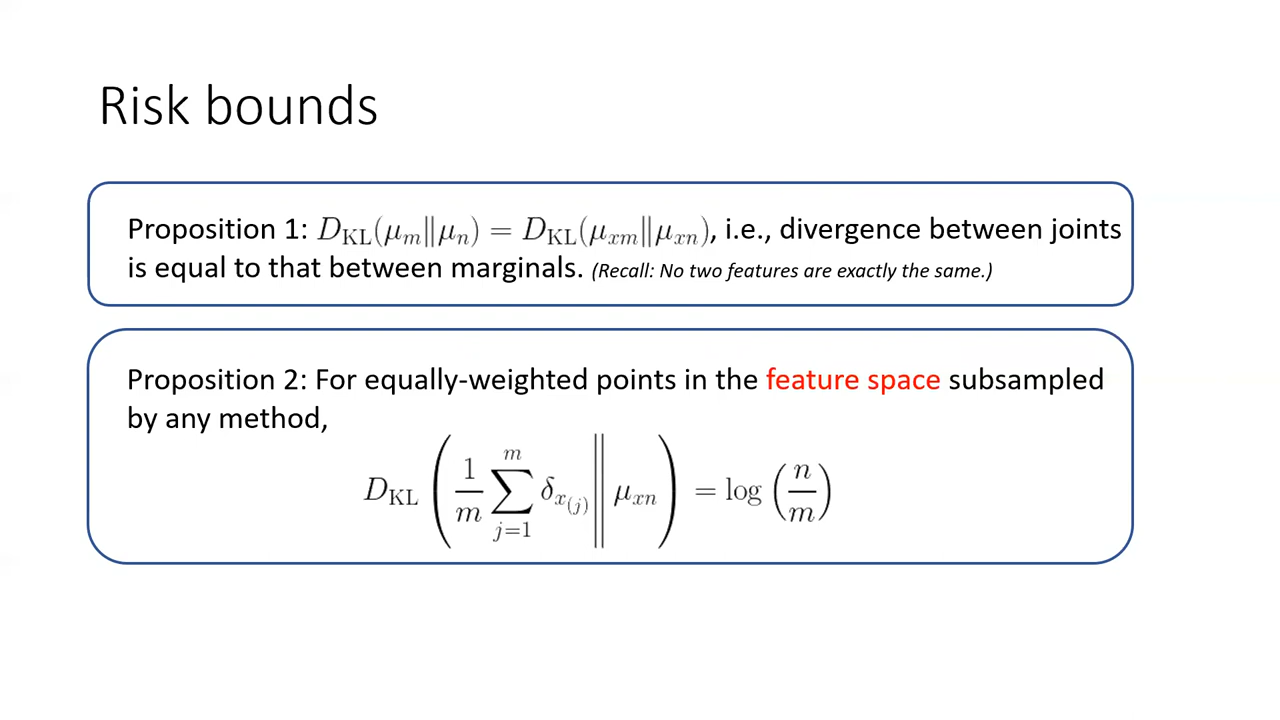 Risk bounds
Proposition 1: D_KL(μ_m‖μ_n) = D_KL(μ_xm‖μ_xn), i.e., divergence between joints
is equal to that between marginals. (Recall: No two features are exactly the same.)
Proposition 2: For equally-weighted points in the feature space subsampled
by any method,
D_KL ( 1/m ∑_{j=1}^{m} δ_{x_(j)} ‖ μ_xn ) = log (n/m)